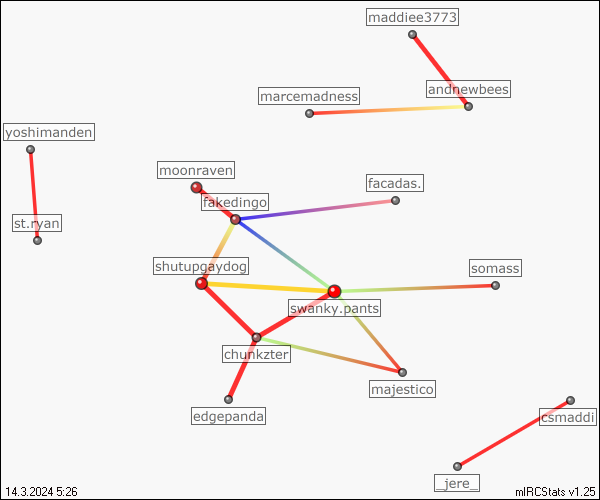 maddiee3773
andnewbees
marcemadness
yoshimanden
moonraven
facadas.
fakedingo
st.ryan
shutupgaydog
somass
swanky.pants
chunkzter
majestico
edgepanda
csmaddi
_jere_
14.3.2024 5:26
mIRCStats v1.25